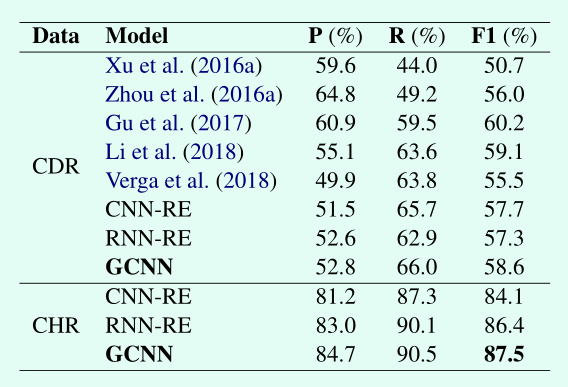 Data Model P (%) R (%) F1 (%)
Xu et al. (2016a) 59.6 44.0 50.7
Zhou et al. (2016a) 64.8 49.2 56.0
Gu et al. (2017) 60.9 59.5 60.2
Li et al. (2018) 55.1 63.6 59.1
CDR
Verga et al. (2018) 49.9 63.8 55.5
CNN-RE 51.5 65.7 57.7
RNN-RE 52.6 62.9 57.3
GCNN 52.8 66.0 58.6
CNN-RE 81.2 87.3 84.1
CHR RNN-RE 83.0 90.1 86.4
GCNN 84.7 90.5 87.5